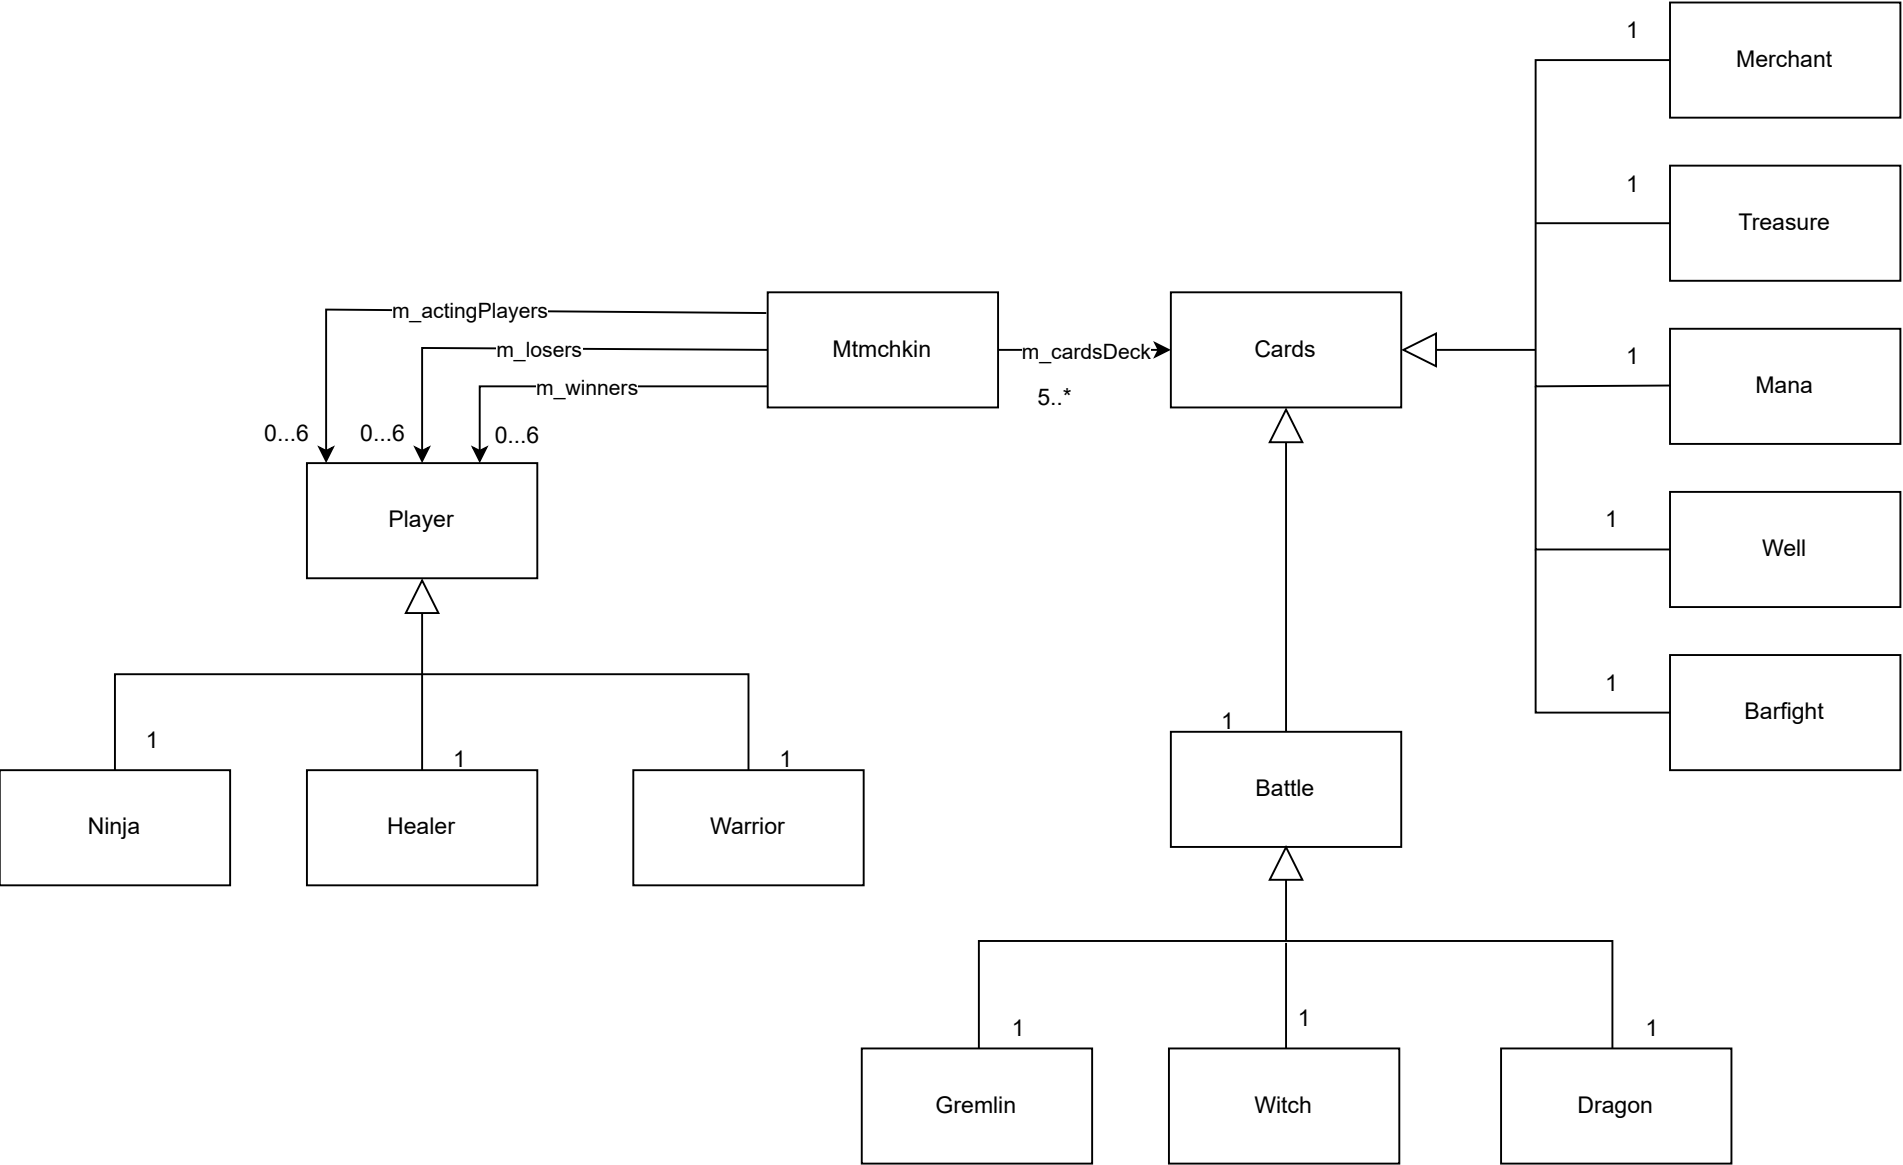 1
Merchant
1
Treasure
m_actingPlayers
m_losers
m_winners
Mtmchkin
m_cardsDeck
5..*
Cards
1
Mana
0...6
0...6
0...6
Player
1
Well
1
Barfight
1
1
1
Ninja
Healer
Warrior
1
Battle
1
1
1
Gremlin
Witch
Dragon